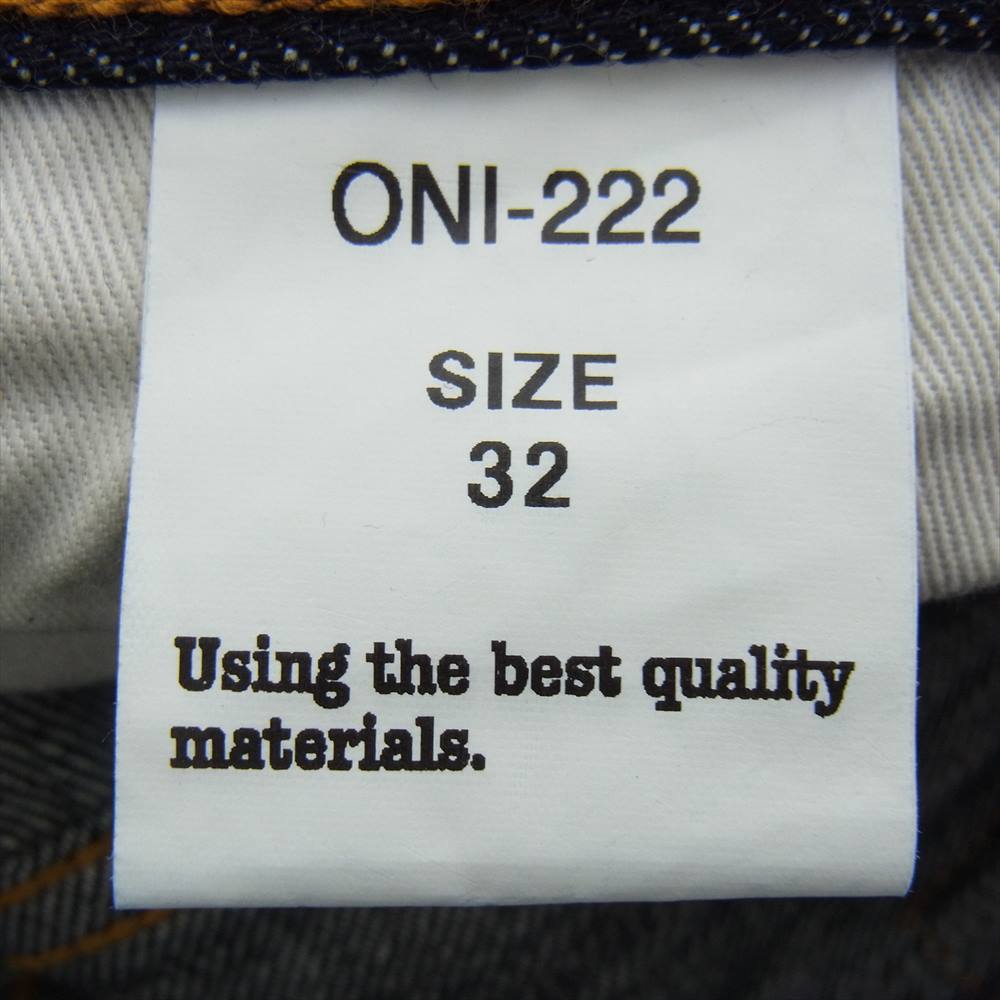 ONI-222
SIZE
32
Using the best quality
materials.